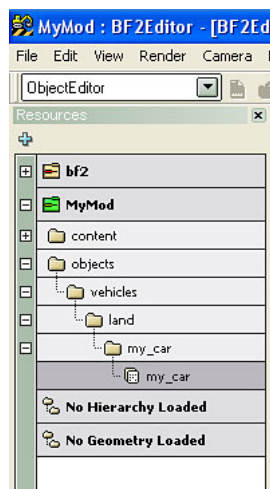 MyMod : BF2Editor - [BF2Ed
File Edit View Render Camera
ObjectEditor
Resources
bf2
MyMod
content
objects
vehicles
land
my_car
my_car
No Hierarchy Loaded
No Geometry Loaded